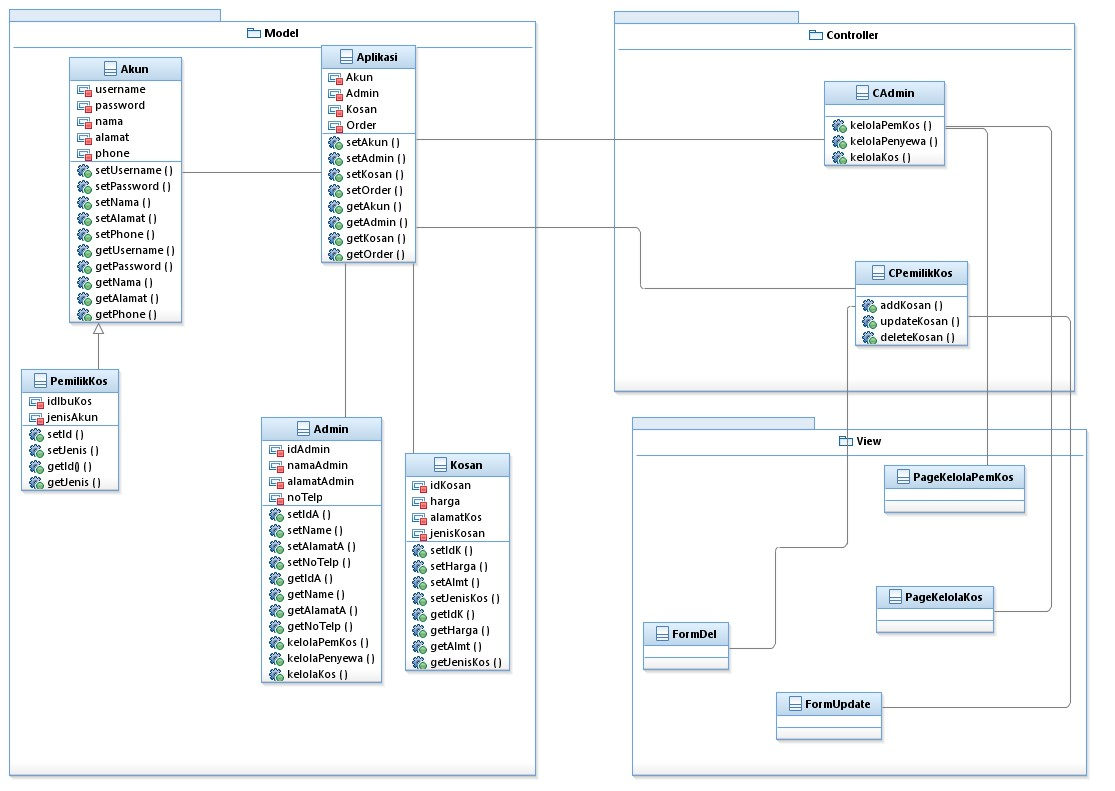 Model
Akun
username
password
nama
alamat
phone
setUsername ( )
setPassword ( )
setNama ( )
setAlamat ( )
setPhone ( )
getUsername ( )
getPassword ( )
getNama ( )
getAlamat ( )
getPhone ( )
Aplikasi
Akun
Admin
Kosan
Order
setAkun ( )
setAdmin ( )
setKosan ( )
setOrder ( )
getAkun ( )
getAdmin ( )
getKosan ( )
getOrder ( )
PemilikKos
idIbuKos
jenisAkun
setId ( )
setJenis ( )
getId() ( )
getJenis ( )
Admin
idAdmin
namaAdmin
alamatAdmin
noTelp
setIdA ( )
setName ( )
setAlamatA ( )
setNoTelp ( )
getIdA ( )
getName ( )
getAlamatA ( )
getNoTelp ( )
kelolaPemKos ( )
kelolaPenyewa ( )
kelolaKos ( )
Kosan
idKosan
harga
alamatKos
jenisKosan
setIdK ( )
setHarga ( )
setAlmt ( )
setJenisKos ( )
getIdK ( )
getHarga ( )
getAlmt ( )
getJenisKos ( )
Controller
CAdmin
kelolaPemKos ( )
kelolaPenyewa ( )
kelolaKos ( )
CPemilikKos
addKosan ( )
updateKosan ( )
deleteKosan ( )
View
PageKelolaPemKos
PageKelolaKos
FormDel
FormUpdate